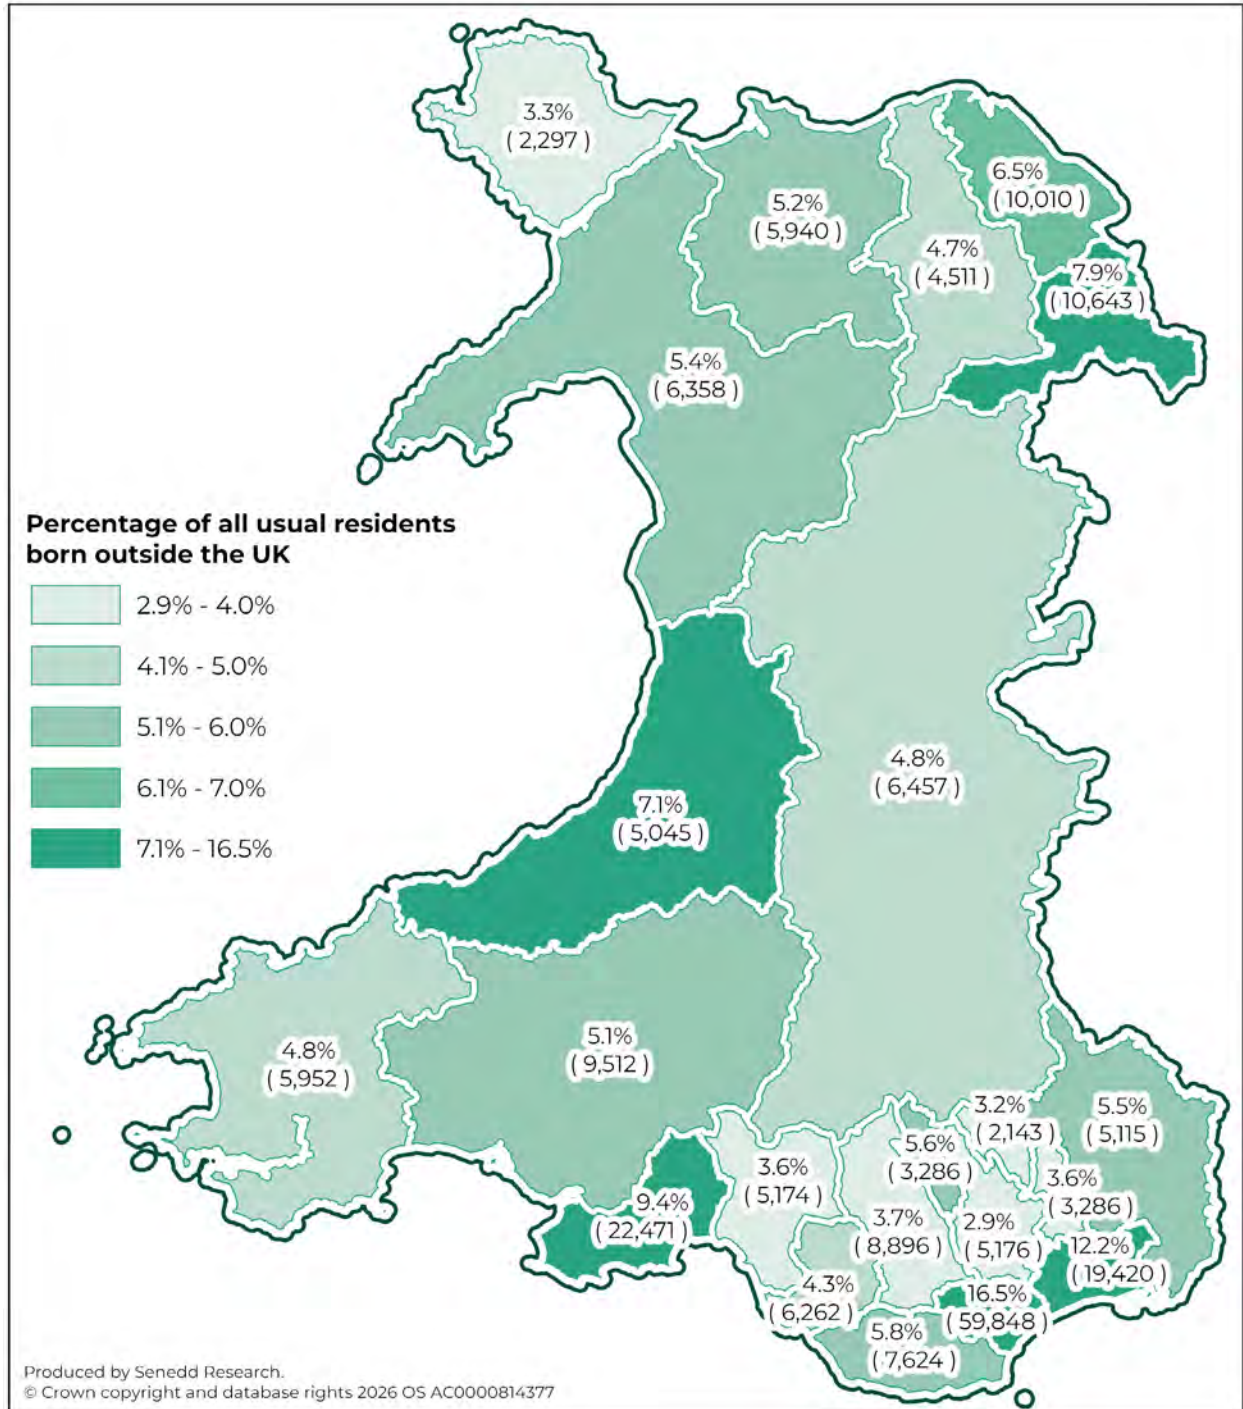 3.3%
( 2,297 )
6.5%
( 10,010 )
5.2%
( 5,940 )
4.7%
( 4,511 )
7.9%
( 10,643 )
5.4%
( 6,358 )
Percentage of all usual residents
born outside the UK
2.9% - 4.0%
4.1% - 5.0%
5.1% - 6.0%
6.1% - 7.0%
7.1% - 16.5%
4.8%
( 6,457 )
7.1%
( 5,045 )
5.1%
( 9,512 )
4.8%
( 5,952 )
3.2%
( 2,143 )
5.5%
( 5,115 )
5.6%
( 3,286 )
3.6%
( 5,174 )
3.6%
( 3,286 )
9.4%
( 22,471 )
3.7%
( 8,896 )
2.9%
( 5,176 )
12.2%
( 19,420 )
4.3%
( 6,262 )
16.5%
( 59,848 )
5.8%
( 7,624 )
Produced by Senedd Research.
© Crown copyright and database rights 2026 OS AC0000814377